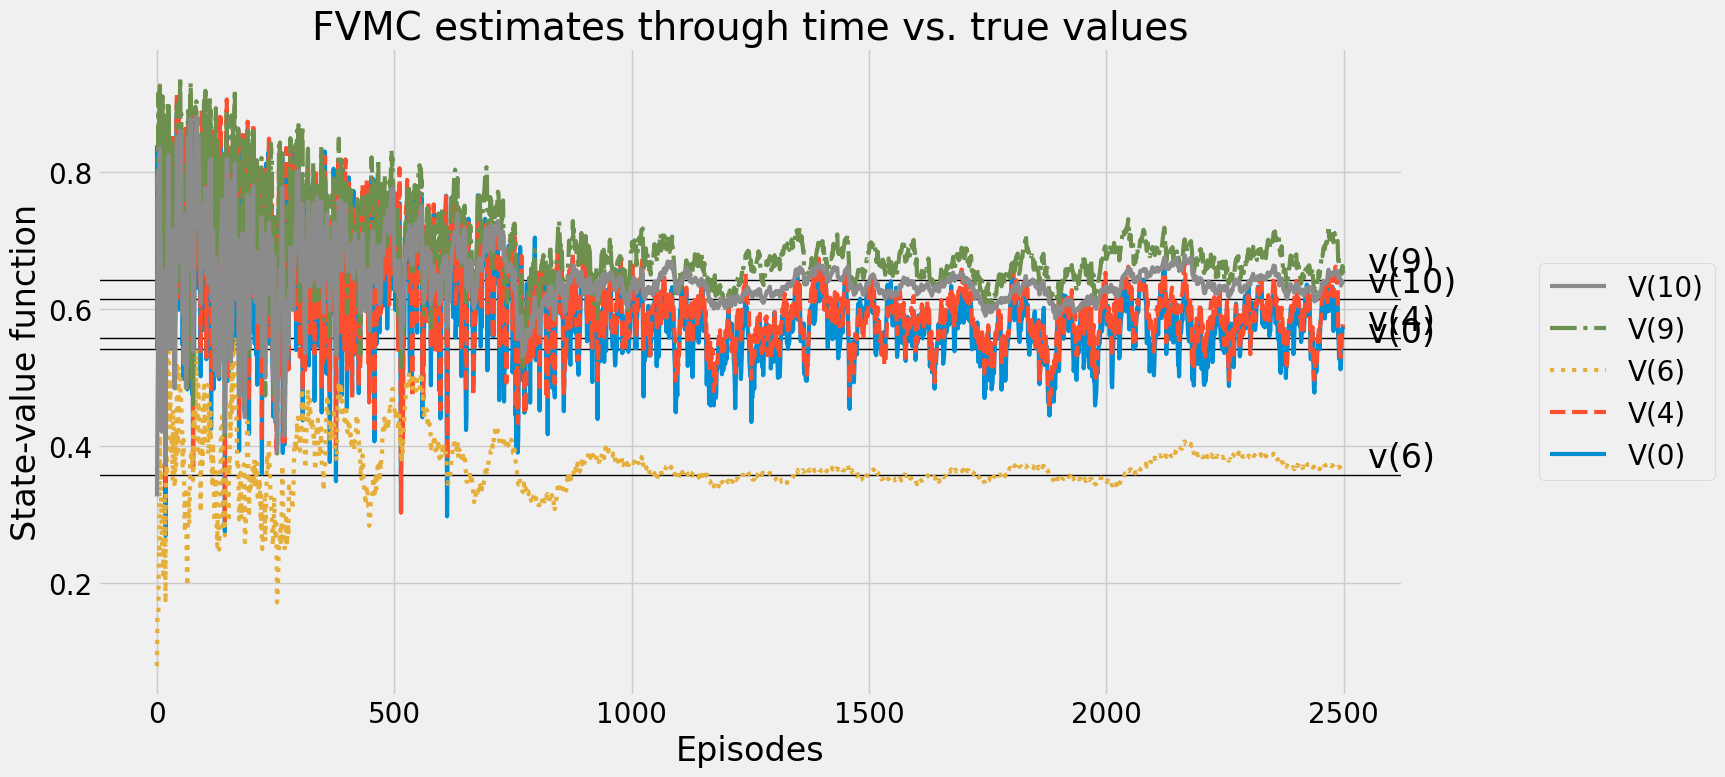 FVMC estimates through time vs. true values
State-value function
0.8
0.6
0.4
0.2
v(9)
v(10)
v(4)
v(0)
v(6)
V(10)
V(9)
V(6)
V(4)
V(0)
0 500 1000 1500 2000 2500
Episodes